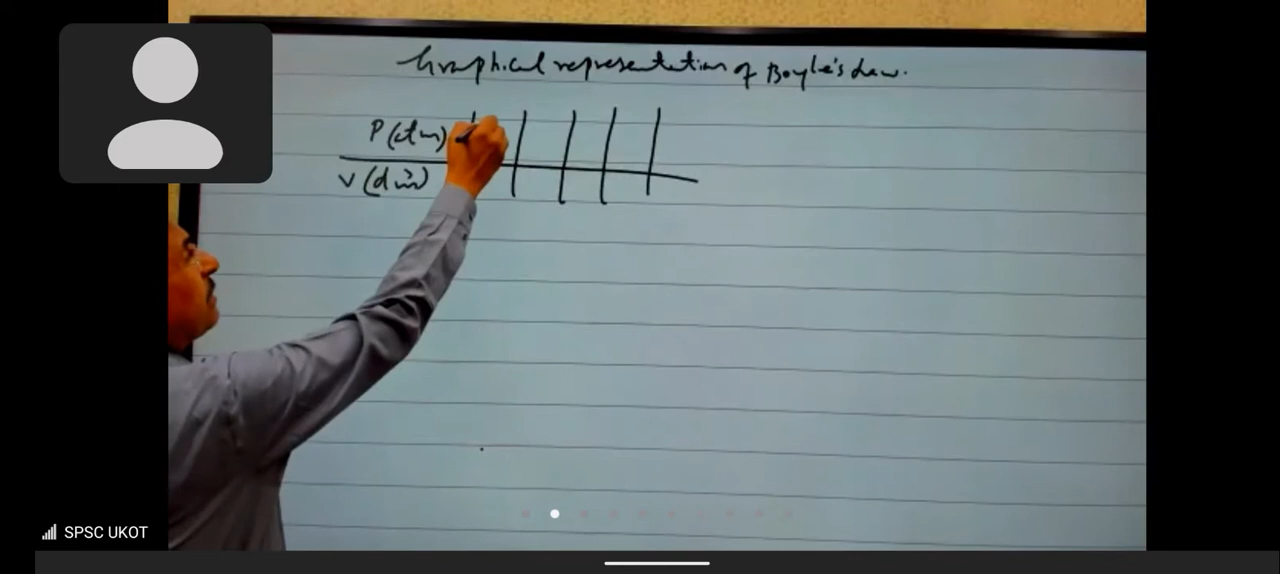 Graphical representation of Boyle's Law.
P (atm)
V (dm³)
SPSC UKOT